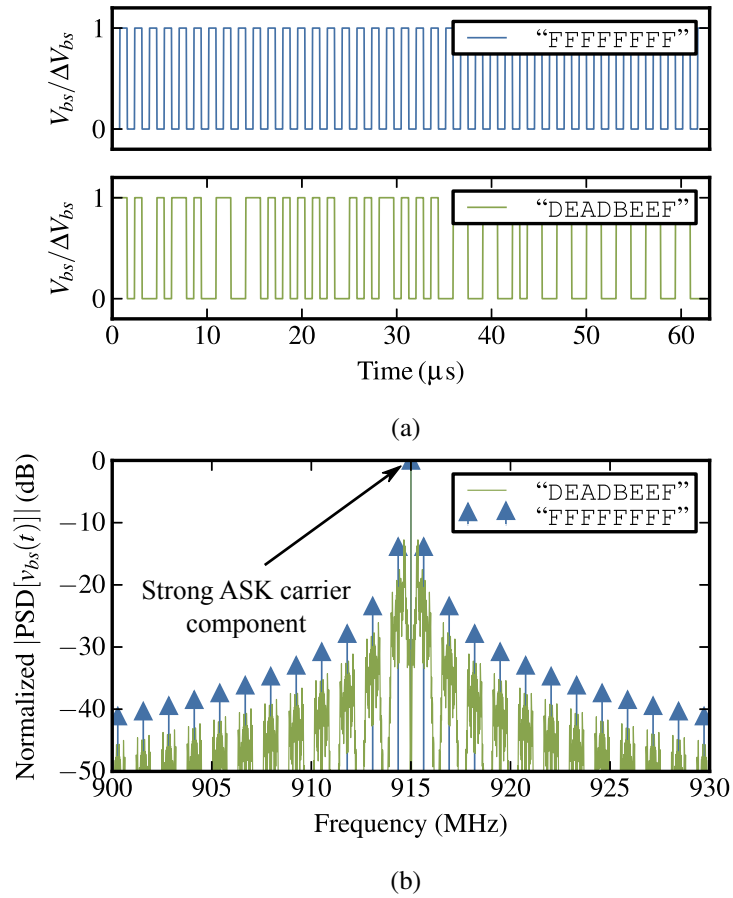 1
0
V_bs/ΔV_bs
“FFFFFFFF”
1
0
V_bs/ΔV_bs
“DEADBEEF”
0 10 20 30 40 50 60
Time (μs)
(a)
0
−10
−20
−30
−40
−50
Normalized |PSD[v_bs(t)]| (dB)
“DEADBEEF”
“FFFFFFFF”
Strong ASK carrier
component
900 905 910 915 920 925 930
Frequency (MHz)
(b)